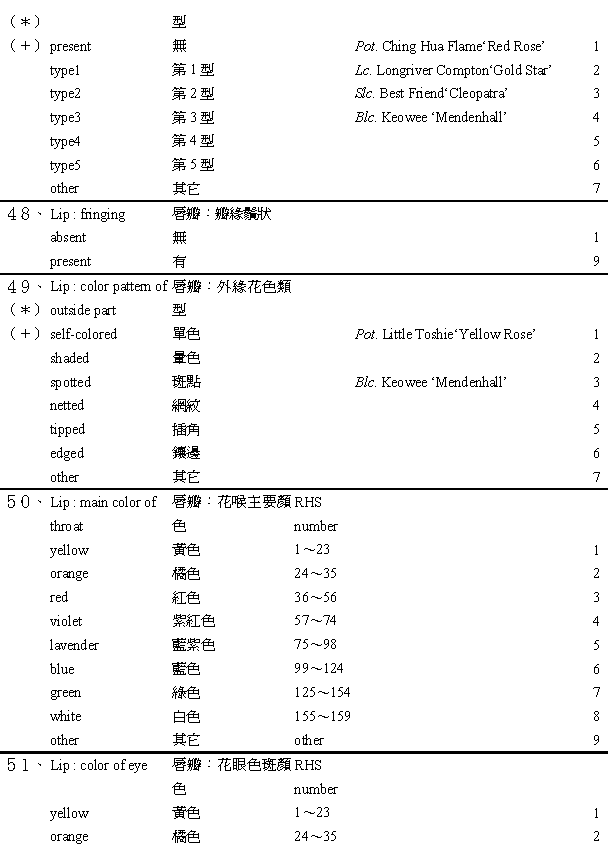 （＊） 型
（＋） present 無 Pot. Ching Hua Flame‘Red Rose’ 1
type1 第 1 型 Lc. Longriver Compton‘Gold Star’ 2
type2 第 2 型 Slc. Best Friend‘Cleopatra’ 3
type3 第 3 型 Blc. Keowee ‘Mendenhall’ 4
type4 第 4 型 5
type5 第 5 型 6
other 其它 7
４８、 Lip : fringing 唇瓣：瓣緣鬚狀
absent 無 1
present 有 9
４９、 Lip : color pattern of 唇瓣：外緣花色類
（＊） outside part 型
（＋） self-colored 單色 Pot. Little Toshie‘Yellow Rose’ 1
shaded 暈色 2
spotted 斑點 Blc. Keowee ‘Mendenhall’ 3
netted 網紋 4
tipped 插角 5
edged 鑲邊 6
other 其它 7
５０、 Lip : main color of 唇瓣：花喉主要顏 RHS
throat 色 number
yellow 黃色 1～23 1
orange 橘色 24～35 2
red 紅色 36～56 3
violet 紫紅色 57～74 4
lavender 藍紫色 75～98 5
blue 藍色 99～124 6
green 綠色 125～154 7
white 白色 155～159 8
other 其它 other 9
５１、 Lip : color of eye 唇瓣：花眼色斑顏 RHS
色 number
yellow 黃色 1～23 1
orange 橘色 24～35 2